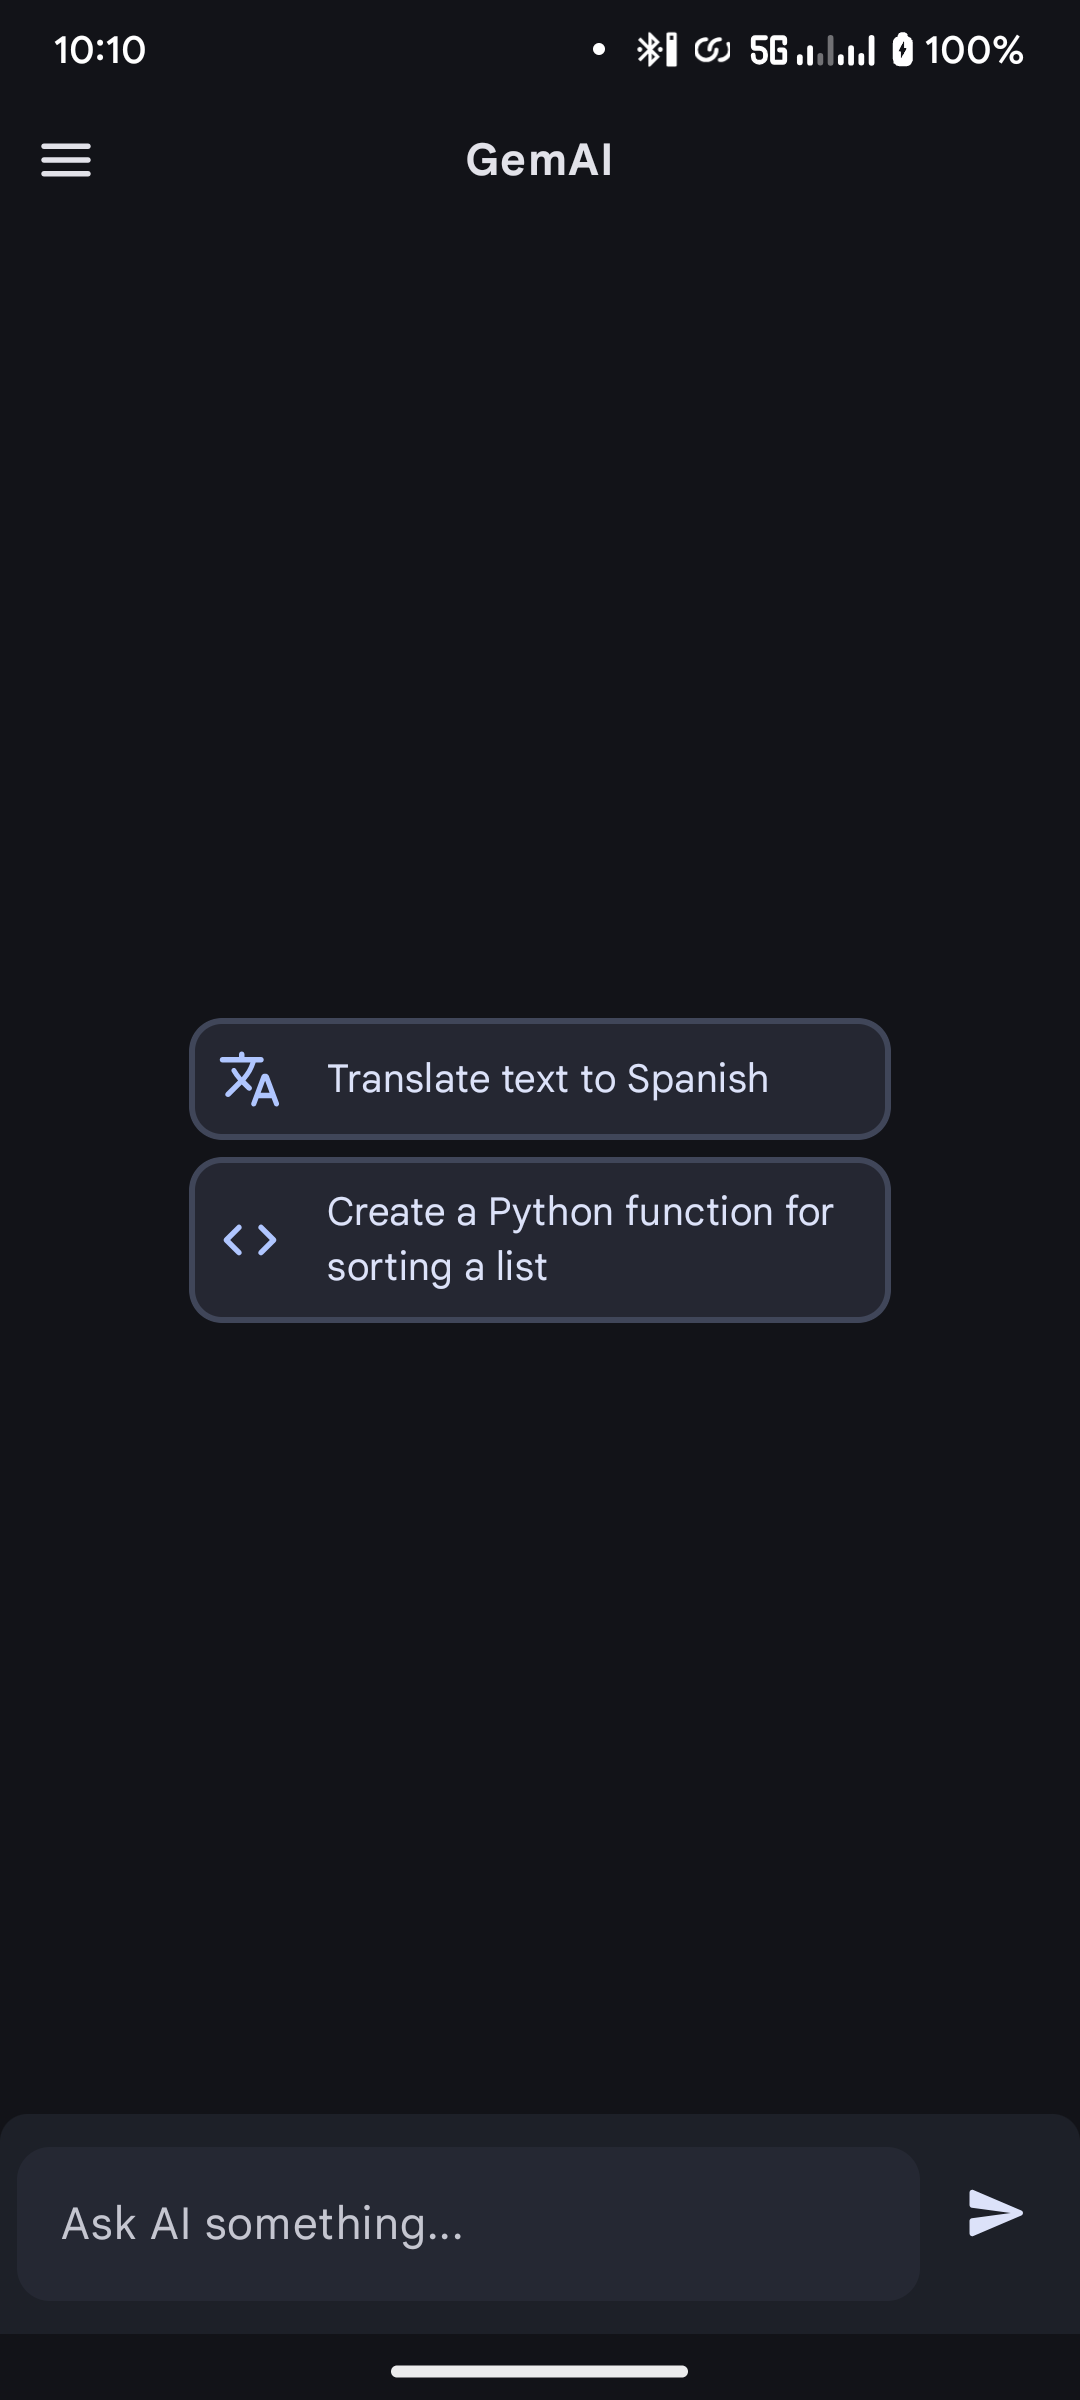 10:10
5G
100%
GemAI
Translate text to Spanish
Create a Python function for
sorting a list
Ask AI something...